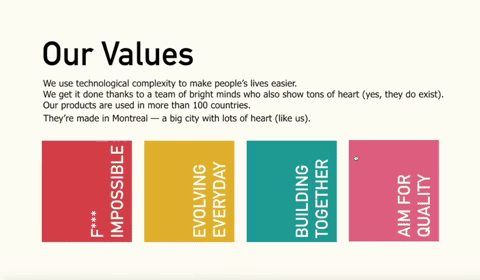 Our Values
We use technological complexity to make people's lives easier.
We get it done thanks to a team of bright minds who also show tons of heart (yes, they do exist).
Our products are used in more than 100 countries.
They're made in Montreal — a big city with lots of heart (like us).
F***
IMPOSSIBLE
EVOLVING
EVERYDAY
BUILDING
TOGETHER
AIM FOR
QUALITY